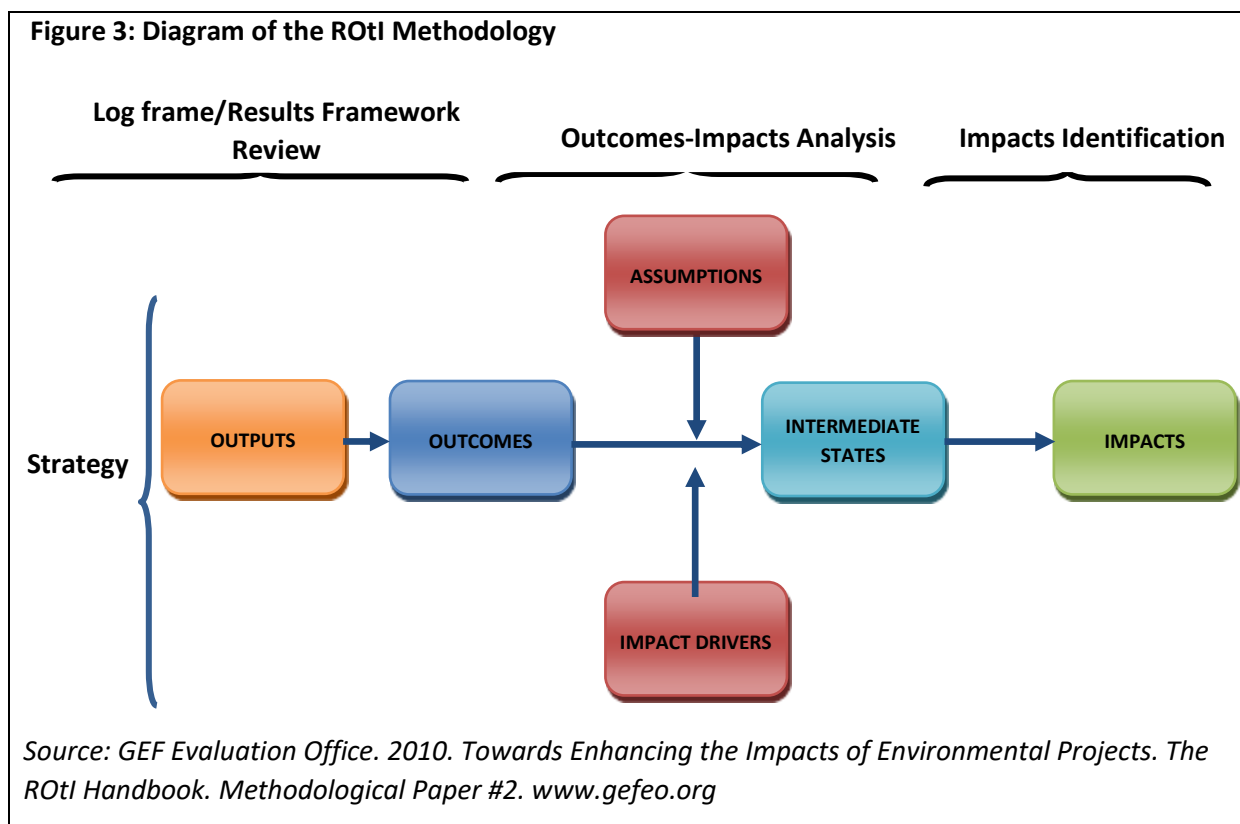 Figure 3: Diagram of the ROtI Methodology
Log frame/Results Framework
Review
Outcomes-Impacts Analysis
Impacts Identification
ASSUMPTIONS
Strategy
OUTPUTS
OUTCOMES
INTERMEDIATE
STATES
IMPACTS
IMPACT DRIVERS
Source: GEF Evaluation Office. 2010. Towards Enhancing the Impacts of Environmental Projects. The
ROtI Handbook. Methodological Paper #2. www.gefeo.org